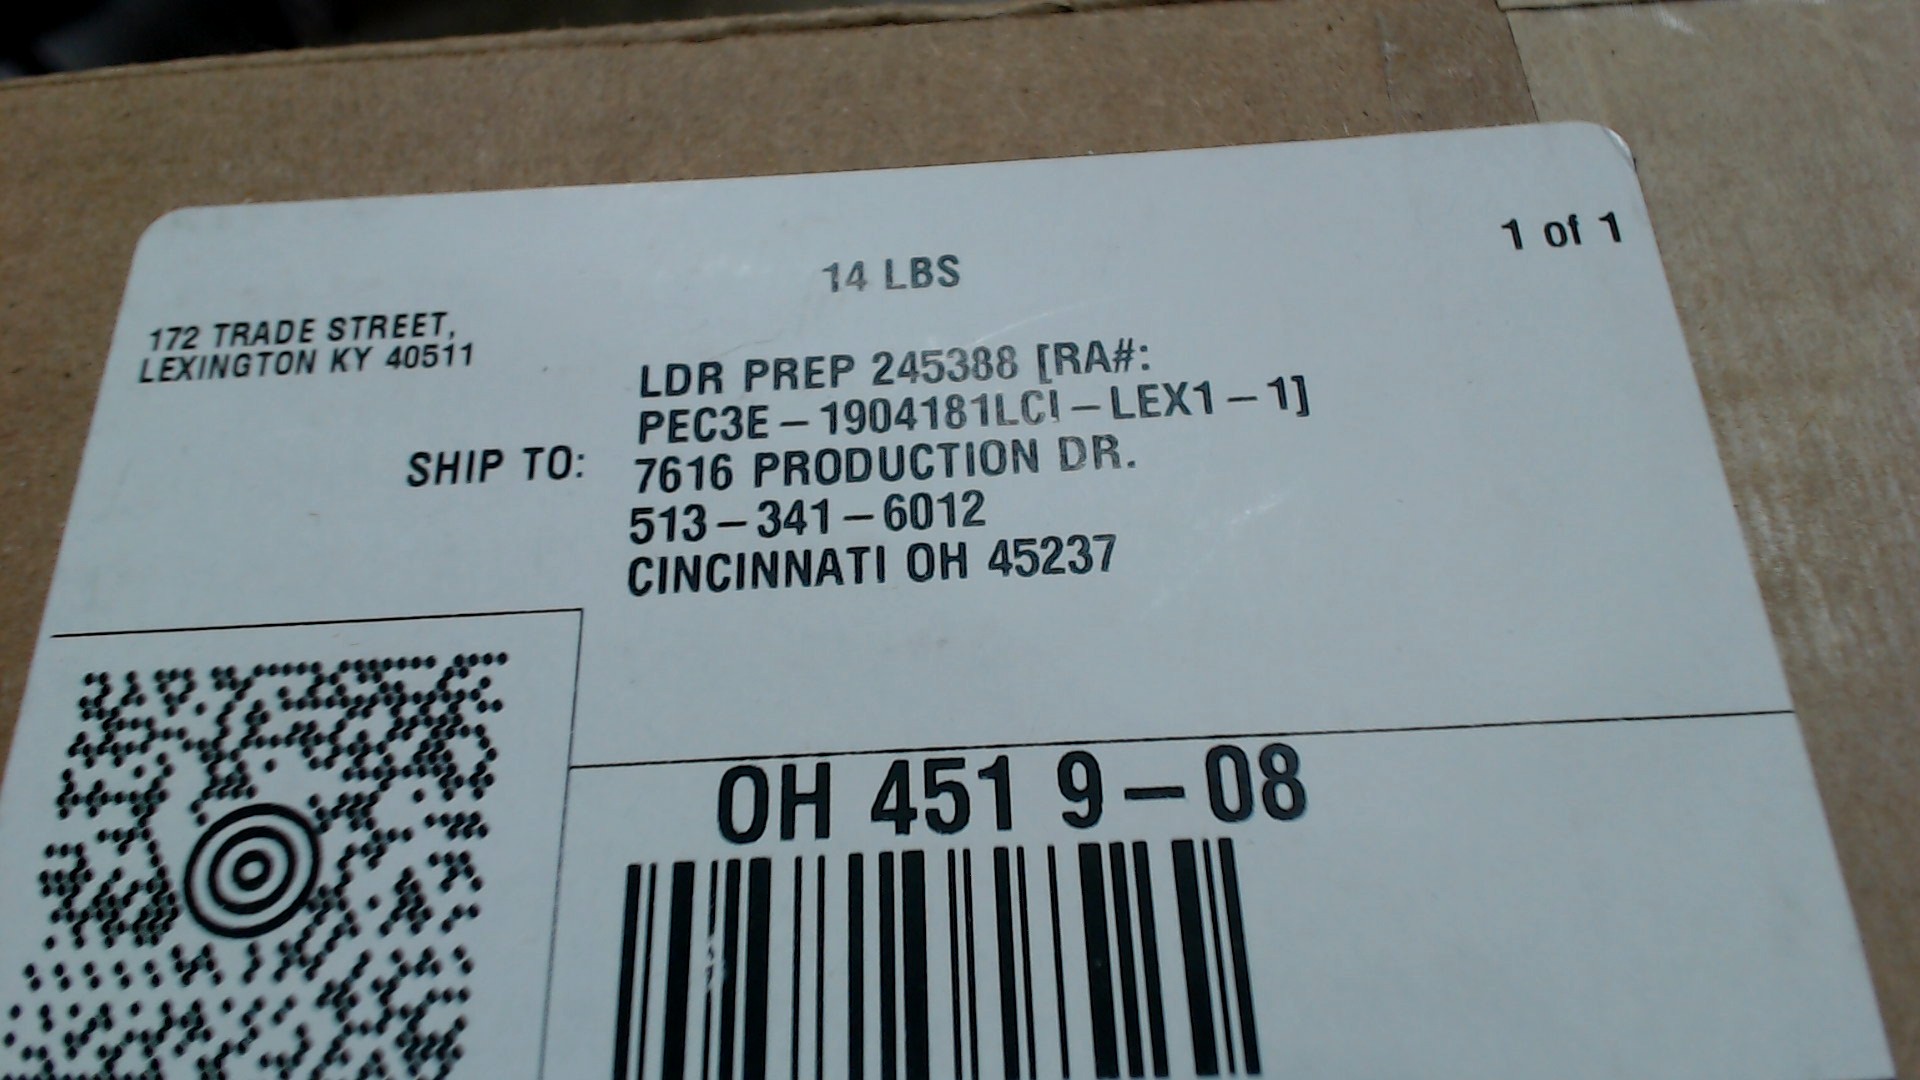 1 of 1
14 LBS
172 TRADE STREET,
LEXINGTON KY 40511
SHIP TO:
LDR PREP 245388 [RA#:
PEC3E-1904181LCI-LEX1-1]
7616 PRODUCTION DR.
513-341-6012
CINCINNATI OH 45237
OH 451 9-08